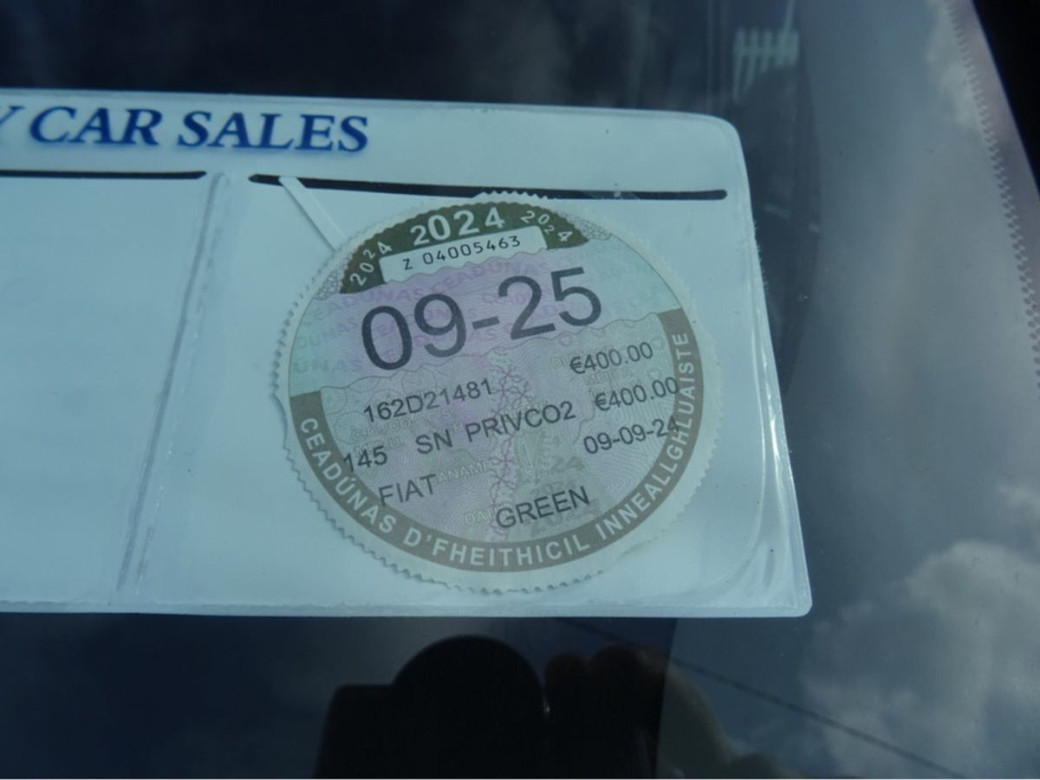 Y CAR SALES
2024 2024 2024
Z 04005463
09-25
162D21481 €400.00
145 SN PRIVCO2 €400.00
FIAT 09-09-24
GREEN
CEADÚNAS D'FHEITHICIL INNEALLGHLUAISTE